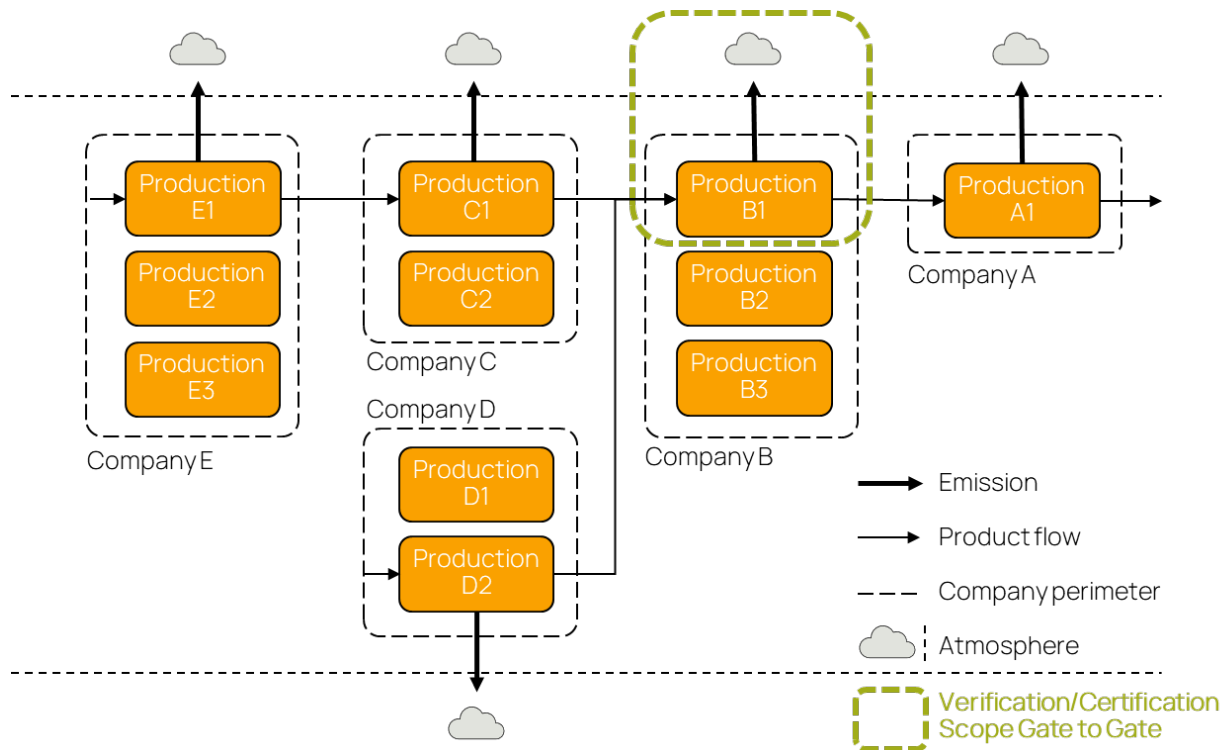 Production
E1
Production
C1
Production
B1
Production
A1
Production
E2
Production
C2
Production
B2
Company A
Production
E3
Company C
Production
B3
Company D
Company E
Company B
Production
D1
Production
D2
Emission
Product flow
Company perimeter
Atmosphere
Verification/Certification
Scope Gate to Gate